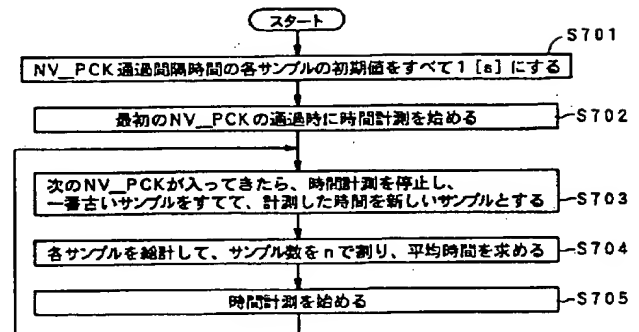 スタート
S701
NV__PCK通過間隔時間の各サンプルの初期値をすべて1 [s] にする
最初のNV__PCKの通過時に時間計測を始める
S702
次のNV__PCKが入ってきたら、時間計測を停止し、
一番古いサンプルをすてて、計測した時間を新しいサンプルとする
S703
各サンプルを総計して、サンプル数をnで割り、平均時間を求める
S704
時間計測を始める
S705